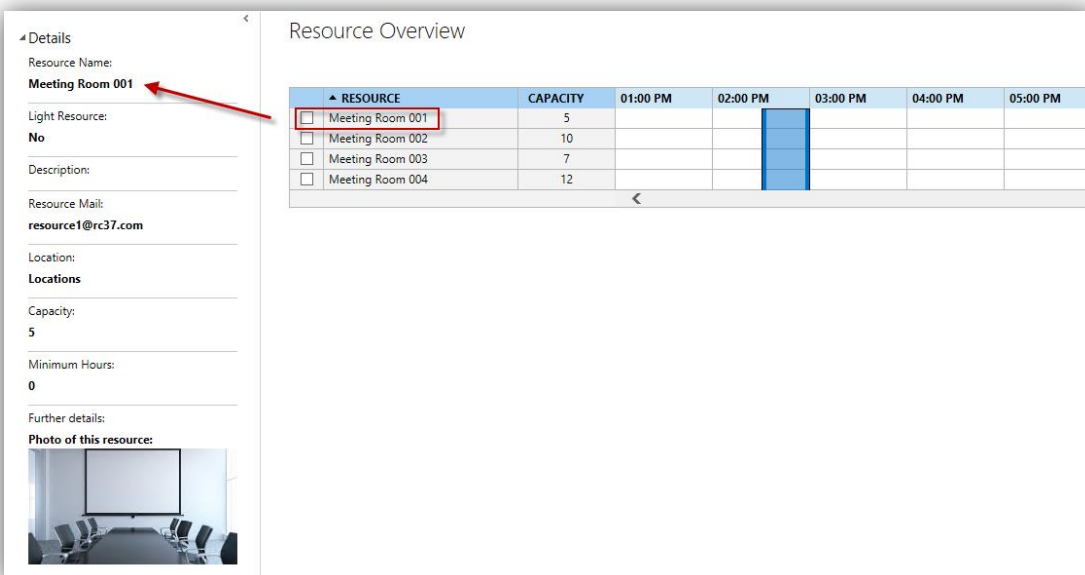 Details
Resource Name:
Meeting Room 001
Light Resource:
No
Description:
Resource Mail:
resource1@rc37.com
Location:
Locations
Capacity:
5
Minimum Hours:
0
Further details:
Photo of this resource:
Resource Overview
RESOURCE CAPACITY 01:00 PM 02:00 PM 03:00 PM 04:00 PM 05:00 PM
Meeting Room 001 5
Meeting Room 002 10
Meeting Room 003 7
Meeting Room 004 12